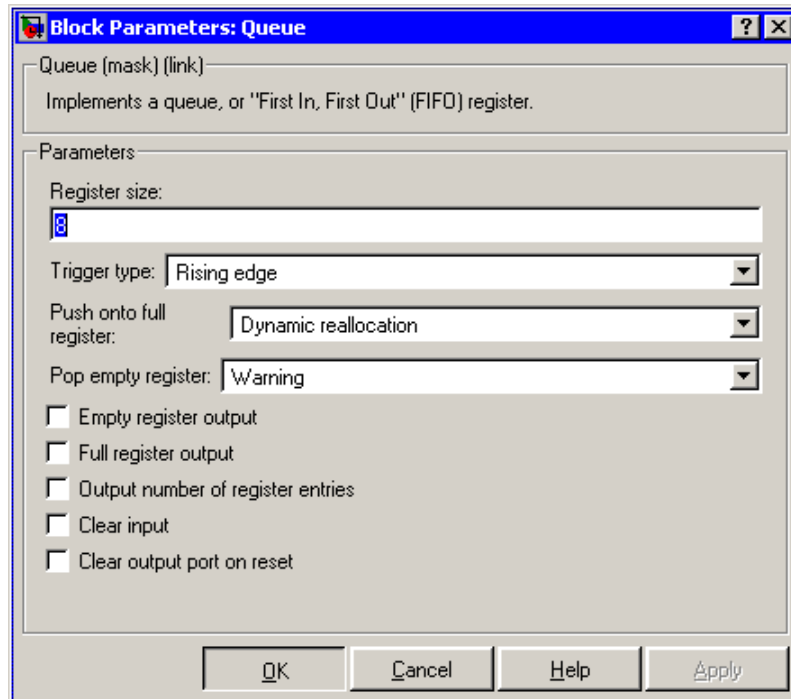 Block Parameters: Queue
Queue (mask) (link)
Implements a queue, or "First In, First Out" (FIFO) register.
Parameters
Register size:
8
Trigger type: Rising edge
Push onto full
register:
Dynamic reallocation
Pop empty register: Warning
Empty register output
Full register output
Output number of register entries
Clear input
Clear output port on reset
OK Cancel Help Apply